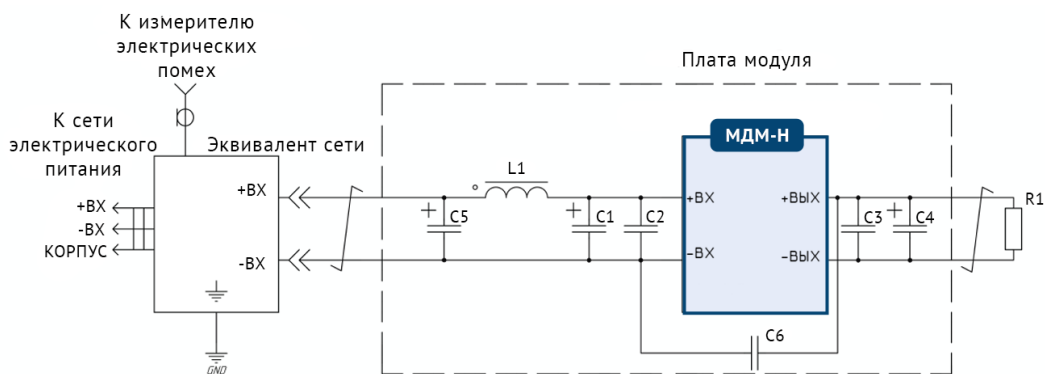 К измерителю
электрических
помех
К сети
электрического
питания
Эквивалент сети
Плата модуля
МДМ-Н
+ВХ
-ВХ
КОРПУС
+ВХ
-ВХ
GND
+
C5
L1
+
C1
C2
+ВХ
-ВХ
+ВЫХ
-ВЫХ
C3
+
C4
R1
C6